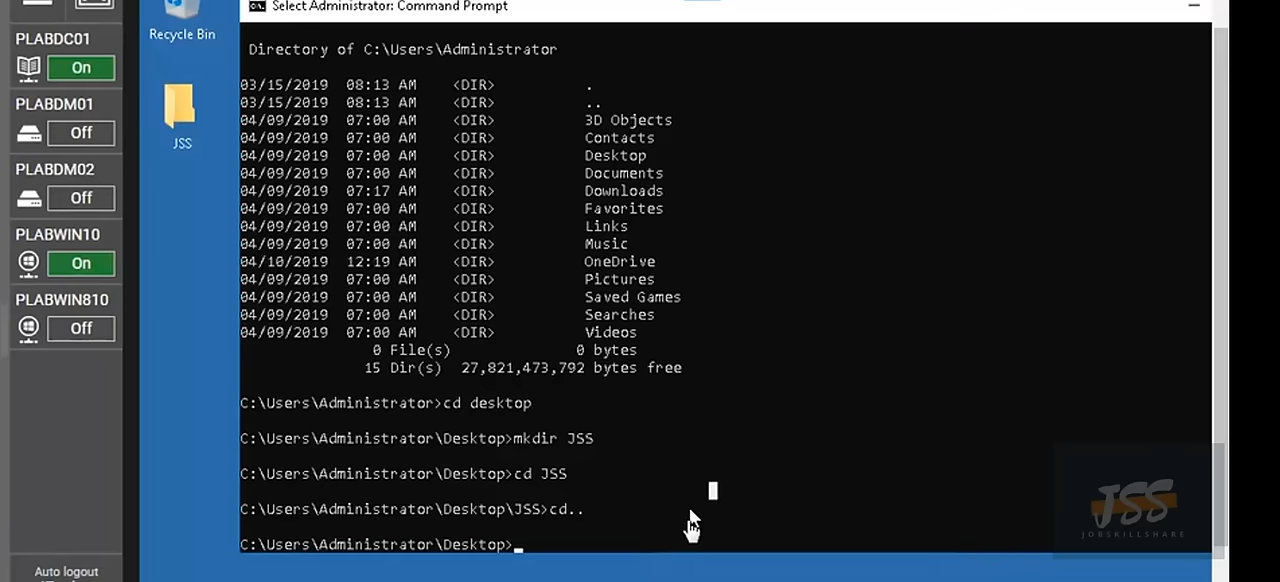 PLABDC01
On
PLABDM01
Off
PLABDM02
Off
PLABWIN10
On
PLABWIN810
Off
Auto logout
Recycle Bin
JSS
Select Administrator: Command Prompt
Directory of C:\Users\Administrator
03/15/2019 08:13 AM <DIR> .
03/15/2019 08:13 AM <DIR> ..
04/09/2019 07:00 AM <DIR> 3D Objects
04/09/2019 07:00 AM <DIR> Contacts
04/09/2019 07:00 AM <DIR> Desktop
04/09/2019 07:00 AM <DIR> Documents
04/09/2019 07:17 AM <DIR> Downloads
04/09/2019 07:00 AM <DIR> Favorites
04/09/2019 07:00 AM <DIR> Links
04/09/2019 07:00 AM <DIR> Music
04/10/2019 12:19 AM <DIR> OneDrive
04/09/2019 07:00 AM <DIR> Pictures
04/09/2019 07:00 AM <DIR> Saved Games
04/09/2019 07:00 AM <DIR> Searches
04/09/2019 07:00 AM <DIR> Videos
0 File(s) 0 bytes
15 Dir(s) 27,821,473,792 bytes free
C:\Users\Administrator>cd desktop
C:\Users\Administrator\Desktop>mkdir JSS
C:\Users\Administrator\Desktop>cd JSS
C:\Users\Administrator\Desktop\JSS>cd..
C:\Users\Administrator\Desktop>
JSS
JOBSKILLSHARE